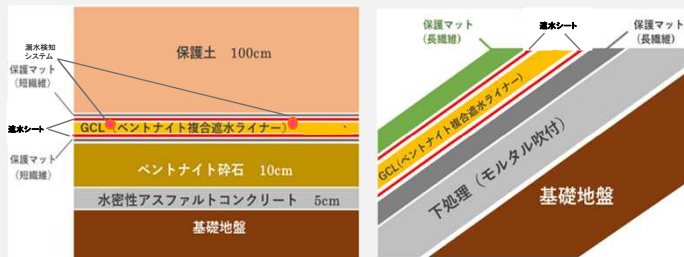 漏水検知
システム
保護マット
（短繊維）
遮水シート
保護マット
（短繊維）
保護土　100cm
GCL（ベントナイト複合遮水ライナー）
ベントナイト砕石　10cm
水密性アスファルトコンクリート　5cm
基礎地盤
保護マット
（長繊維）
遮水シート
保護マット
（長繊維）
GCL(ベントナイト複合遮水ライナー)
下処理（モルタル吹付）
基礎地盤